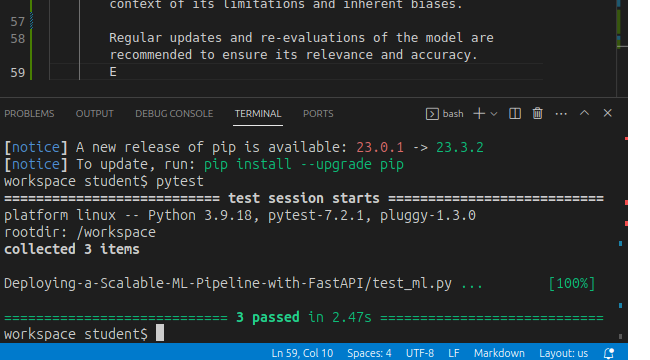 context of its limitations and inherent biases.
57
58 Regular updates and re-evaluations of the model are
recommended to ensure its relevance and accuracy.
59 E
PROBLEMS OUTPUT DEBUG CONSOLE TERMINAL PORTS bash
[notice] A new release of pip is available: 23.0.1 -> 23.3.2
[notice] To update, run: pip install --upgrade pip
workspace student$ pytest
=========================== test session starts ===========================
platform linux -- Python 3.9.18, pytest-7.2.1, pluggy-1.3.0
rootdir: /workspace
collected 3 items
Deploying-a-Scalable-ML-Pipeline-with-FastAPI/test_ml.py ... [100%]
============================ 3 passed in 2.47s ============================
workspace student$
Ln 59, Col 10 Spaces: 4 UTF-8 LF Markdown Layout: us